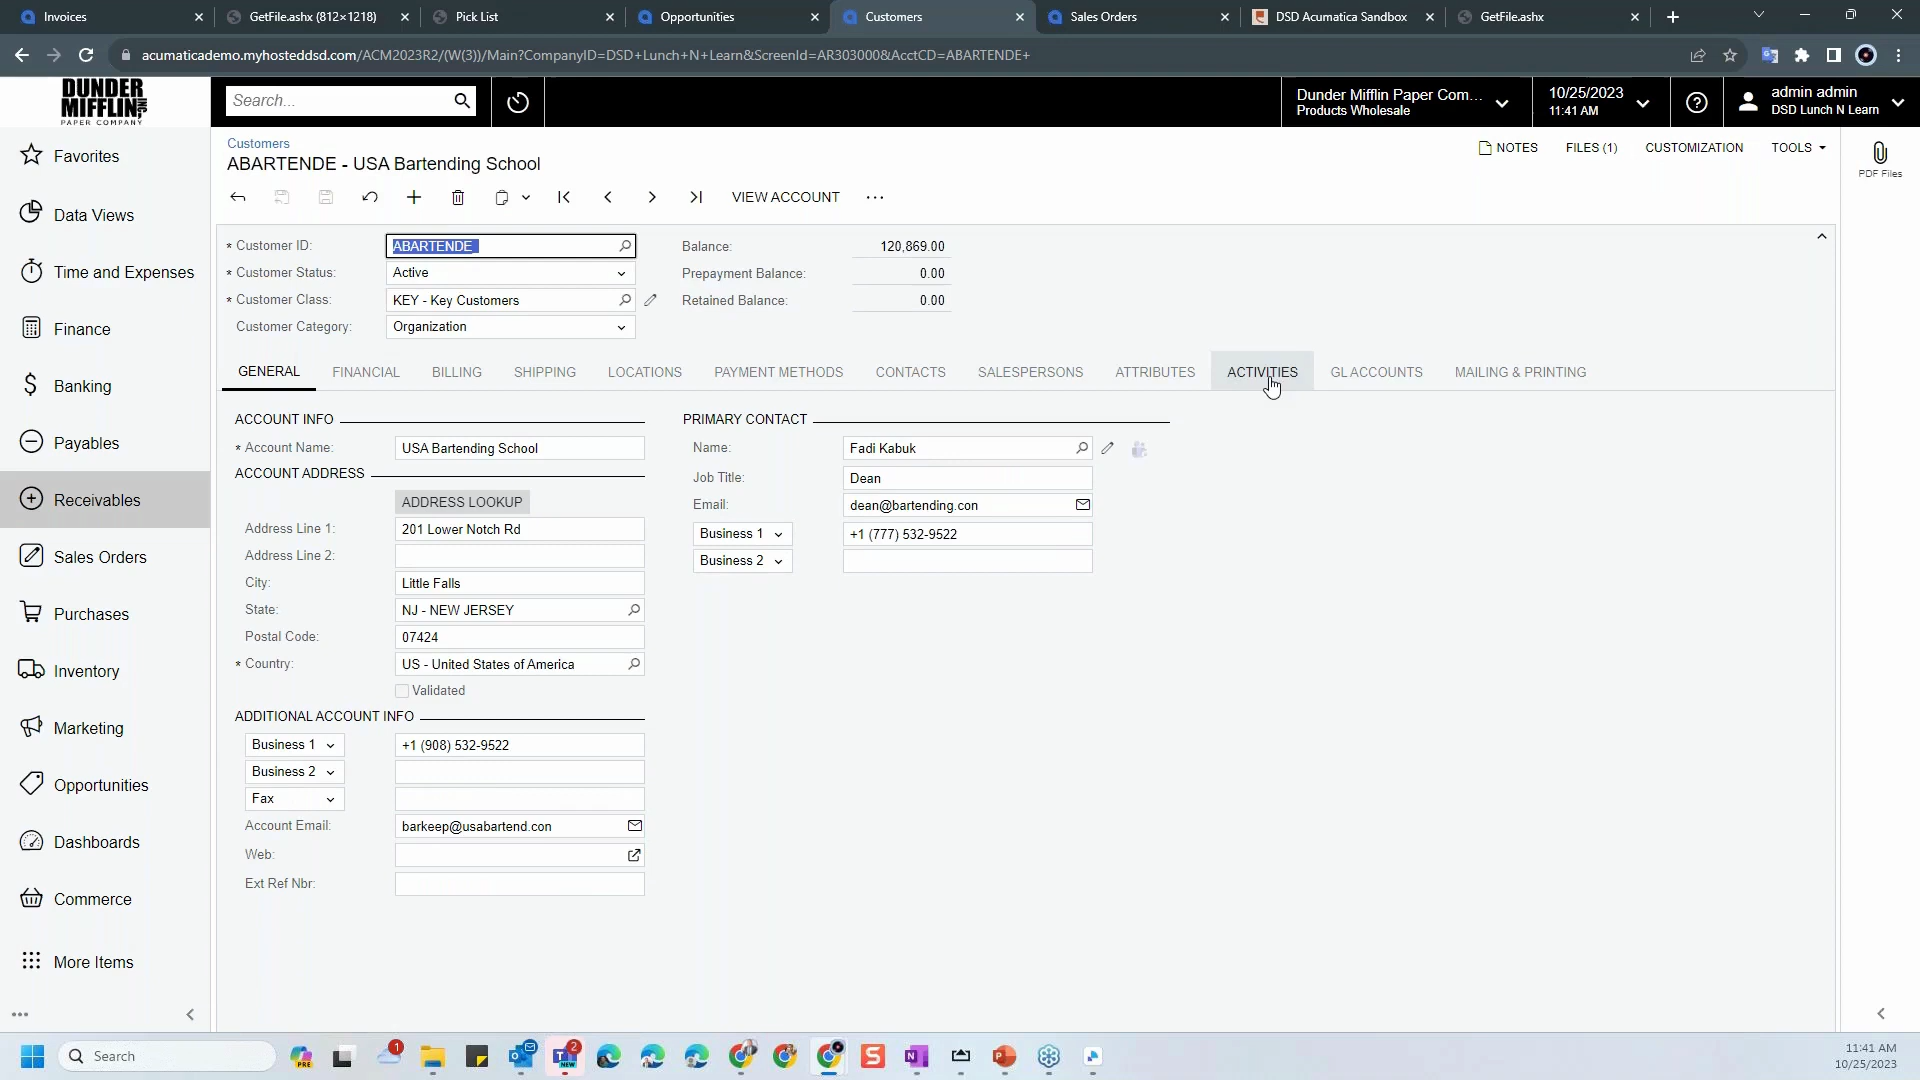 Invoices
GetFile.ashx (812×1218)
Pick List
Opportunities
Customers
Sales Orders
DSD Acumatica Sandbox
GetFile.ashx
acumaticademo.myhosteddsd.com/ACM2023R2/(W(3))/Main?CompanyID=DSD+Lunch+N+Learn&ScreenId=AR303000&AcctCD=ABARTENDE+
DUNDER
MIFFLIN INC
PAPER COMPANY
Search...
Dunder Mifflin Paper Com...
Products Wholesale
10/25/2023
11:41 AM
admin admin
DSD Lunch N Learn
Favorites
Data Views
Time and Expenses
Finance
Banking
Payables
Receivables
Sales Orders
Purchases
Inventory
Marketing
Opportunities
Dashboards
Commerce
More Items
Customers
ABARTENDE - USA Bartending School
NOTES
FILES (1)
CUSTOMIZATION
TOOLS
PDF Files
VIEW ACCOUNT
* Customer ID: ABARTENDE
* Customer Status: Active
* Customer Class: KEY - Key Customers
Customer Category: Organization
Balance: 120,869.00
Prepayment Balance: 0.00
Retained Balance: 0.00
GENERAL FINANCIAL BILLING SHIPPING LOCATIONS PAYMENT METHODS CONTACTS SALESPERSONS ATTRIBUTES ACTIVITIES GL ACCOUNTS MAILING & PRINTING
ACCOUNT INFO
* Account Name: USA Bartending School
ACCOUNT ADDRESS
ADDRESS LOOKUP
Address Line 1: 201 Lower Notch Rd
Address Line 2:
City: Little Falls
State: NJ - NEW JERSEY
Postal Code: 07424
* Country: US - United States of America
Validated
ADDITIONAL ACCOUNT INFO
Business 1 +1 (908) 532-9522
Business 2
Fax
Account Email: barkeep@usabartend.con
Web:
Ext Ref Nbr:
PRIMARY CONTACT
Name: Fadi Kabuk
Job Title: Dean
Email: dean@bartending.con
Business 1 +1 (777) 532-9522
Business 2
Search
PRE
1
2
NEW
11:41 AM
10/25/2023